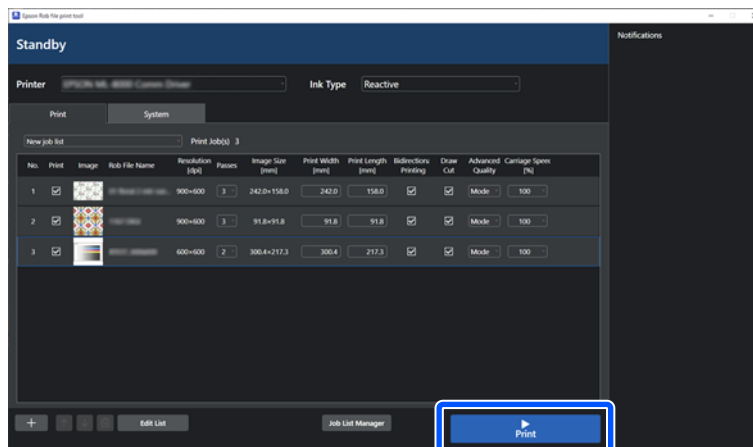 Epson Rob file print tool
Standby
Notifications
Printer
Ink Type Reactive
Print System
New job list Print Job(s) 3
No. Print Image Rob File Name Resolution [dpi] Passes Image Size [mm] Print Width [mm] Print Length [mm] Bidirection: Printing Draw Cut Advanced Quality Carriage Speed [%]
1 900×600 3 242.0×158.0 242.0 158.0 Mode 100
2 900×600 3 91.8×91.8 91.8 91.8 Mode 100
3 600×600 2 300.4×217.3 300.4 217.3 Mode 100
Edit List Job List Manager Print